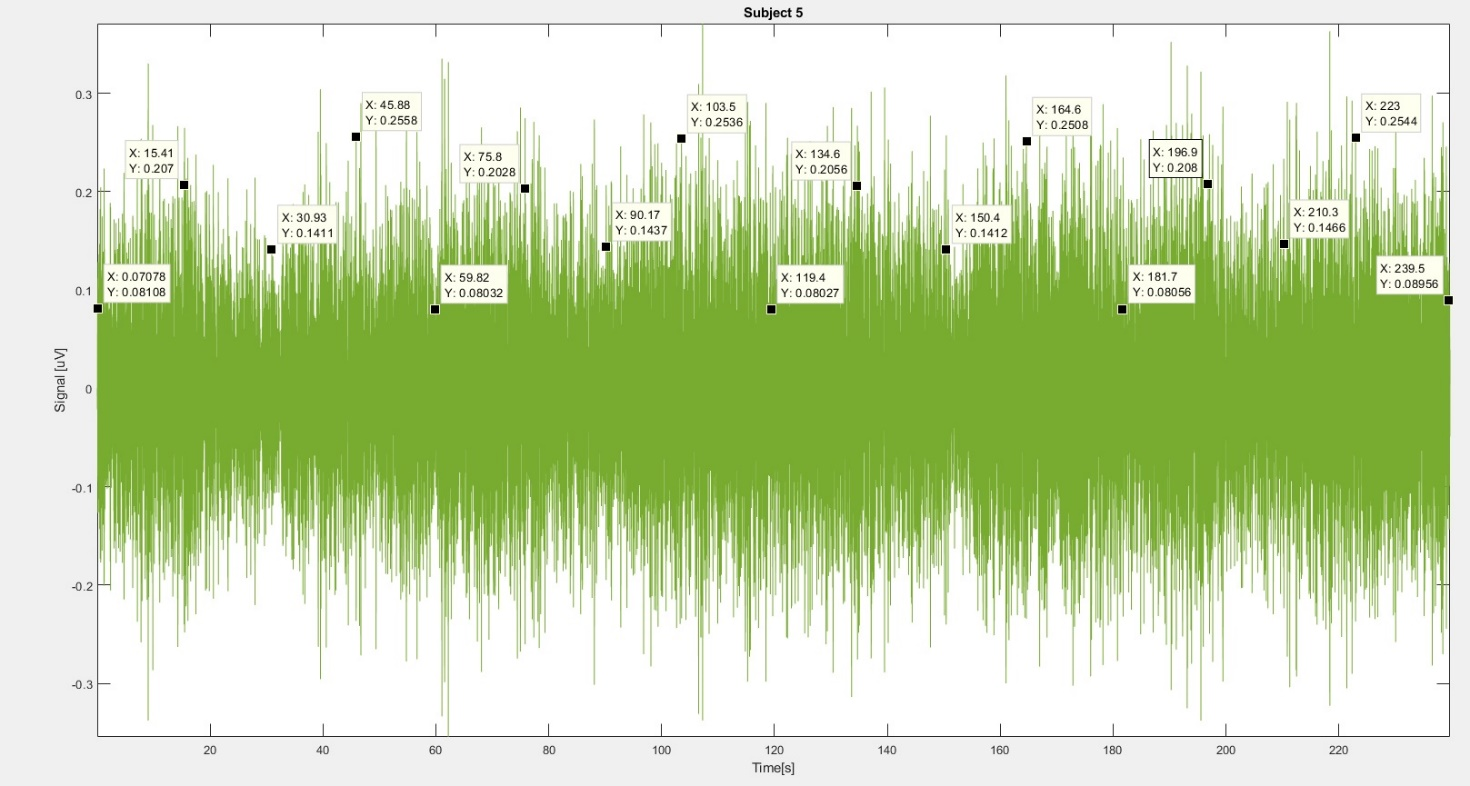 Subject 5
X: 0.07078
Y: 0.08108
X: 15.41
Y: 0.207
X: 30.93
Y: 0.1411
X: 45.88
Y: 0.2558
X: 59.82
Y: 0.08032
X: 75.8
Y: 0.2028
X: 90.17
Y: 0.1437
X: 103.5
Y: 0.2536
X: 119.4
Y: 0.08027
X: 134.6
Y: 0.2056
X: 150.4
Y: 0.1412
X: 164.6
Y: 0.2508
X: 181.7
Y: 0.08056
X: 196.9
Y: 0.208
X: 210.3
Y: 0.1466
X: 223
Y: 0.2544
X: 239.5
Y: 0.08956
Signal [uV]
0.3
0.2
0.1
0
-0.1
-0.2
-0.3
20 40 60 80 100 120 140 160 180 200 220
Time[s]